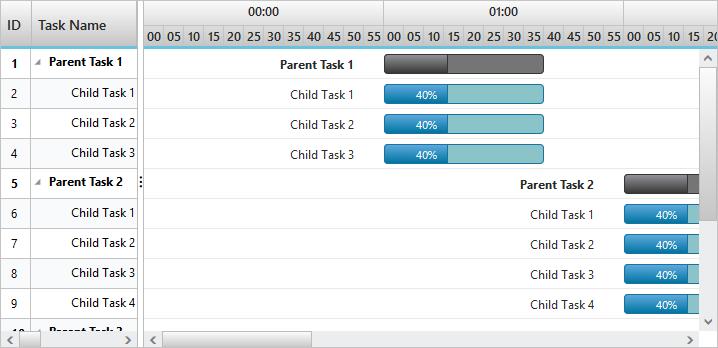 ID Task Name 00:00 01:00
00 05 10 15 20 25 30 35 40 45 50 55 00 05 10 15 20 25 30 35 40 45 50 55 00 05 10 15 20
1 Parent Task 1 Parent Task 1
2 Child Task 1 Child Task 1 40%
3 Child Task 2 Child Task 2 40%
4 Child Task 3 Child Task 3 40%
5 Parent Task 2 Parent Task 2
6 Child Task 1 Child Task 1 40%
7 Child Task 2 Child Task 2 40%
8 Child Task 3 Child Task 3 40%
9 Child Task 4 Child Task 4 40%
10 Parent Task 3